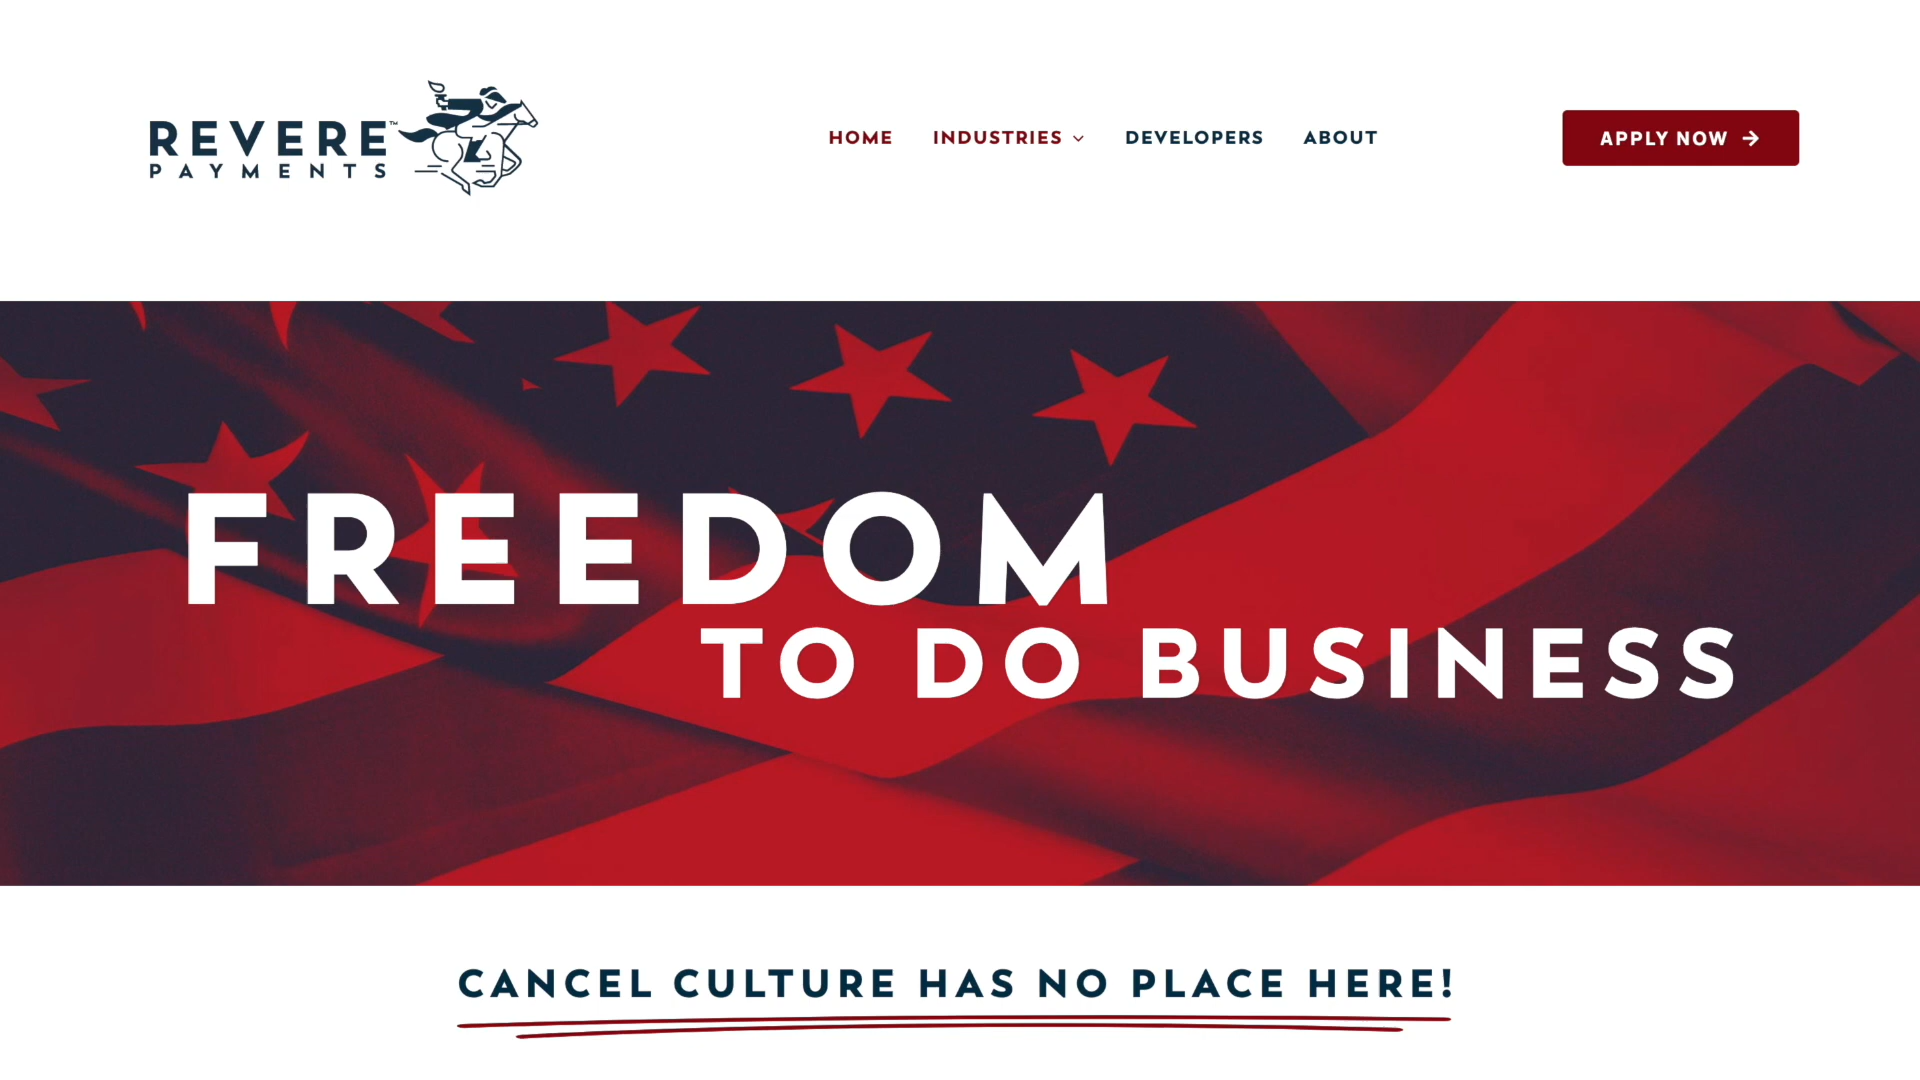 REVERE™
PAYMENTS
HOME
INDUSTRIES
DEVELOPERS
ABOUT
APPLY NOW
FREEDOM
TO DO BUSINESS
CANCEL CULTURE HAS NO PLACE HERE!